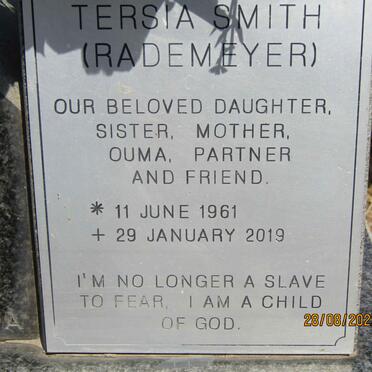 TERSIA SMITH
(RADEMEYER)
OUR BELOVED DAUGHTER,
SISTER, MOTHER,
OUMA, PARTNER
AND FRIEND.
* 11 JUNE 1961
+ 29 JANUARY 2019
I'M NO LONGER A SLAVE
TO FEAR, I AM A CHILD
OF GOD.
A